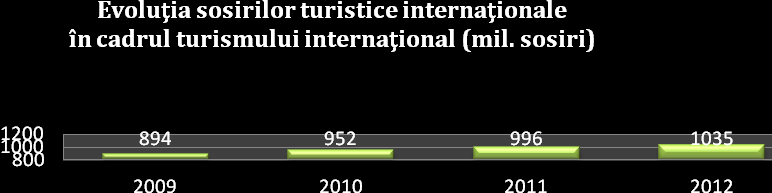 Evoluţia sosirilor turistice internaţionale
în cadrul turismului internaţional (mil. sosiri)
1200
1000
800
894 952 996 1035
2009 2010 2011 2012